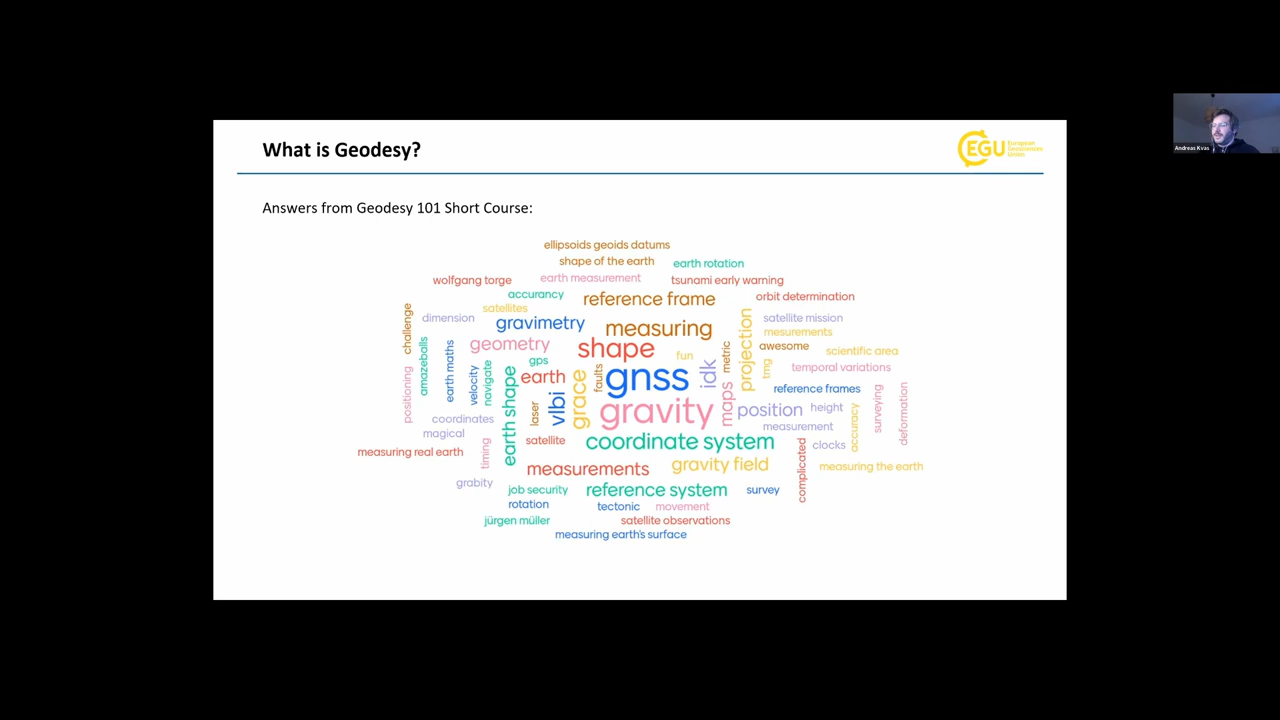 What is Geodesy?
EGU European Geosciences Union
Andreas Kvas
Answers from Geodesy 101 Short Course:
ellipsoids geoids datums
shape of the earth
earth rotation
wolfgang torge
earth measurement
tsunami early warning
accurancy
reference frame
orbit determination
challenge
satellites
dimension
gravimetry
measuring
projection
satellite mission
mesurements
amazeballs
earth maths
geometry
shape
fun
metric
awesome
scientific area
positioning
velocity
navigate
gps
earth
faults
gnss
idk
tmg
temporal variations
reference frames
earth shape
laser
vlbi
grace
gravity
maps
position
height
surveying
deformation
coordinates
magical
measurement
accuracy
measuring real earth
timing
satellite
coordinate system
clocks
complicated
measurements
gravity field
measuring the earth
grabity
job security
reference system
survey
rotation
tectonic
movement
jürgen müller
satellite observations
measuring earth's surface